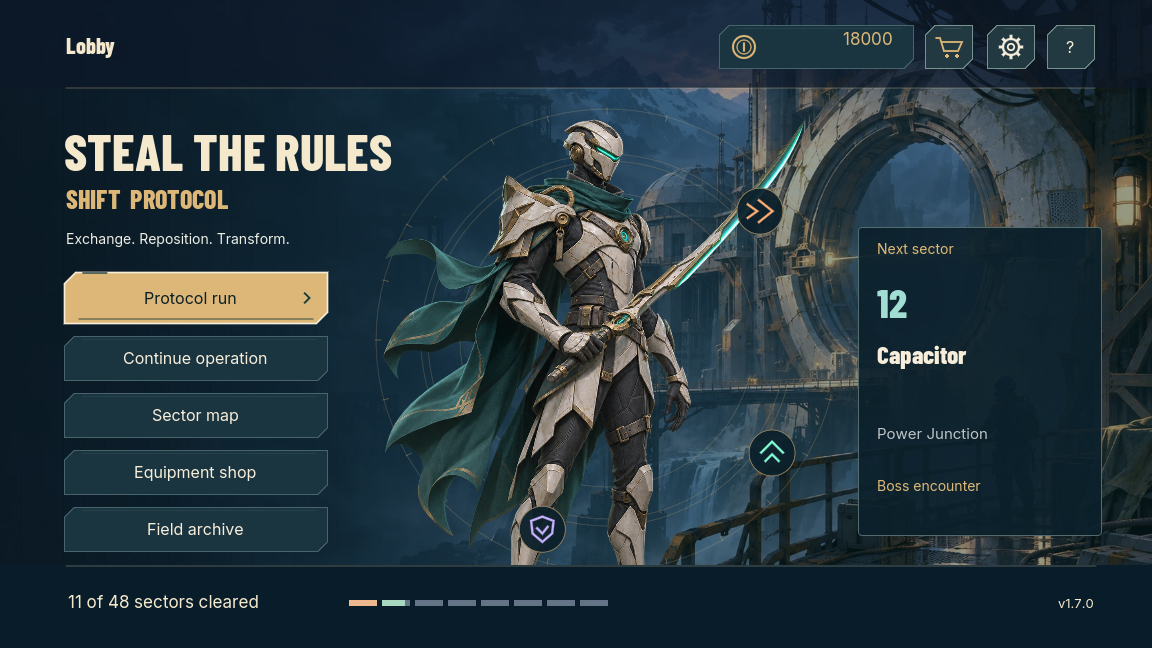 Lobby
18000
?
STEAL THE RULES
SHIFT PROTOCOL
Exchange. Reposition. Transform.
Protocol run
Continue operation
Sector map
Equipment shop
Field archive
Next sector
12
Capacitor
Power Junction
Boss encounter
11 of 48 sectors cleared
v1.7.0